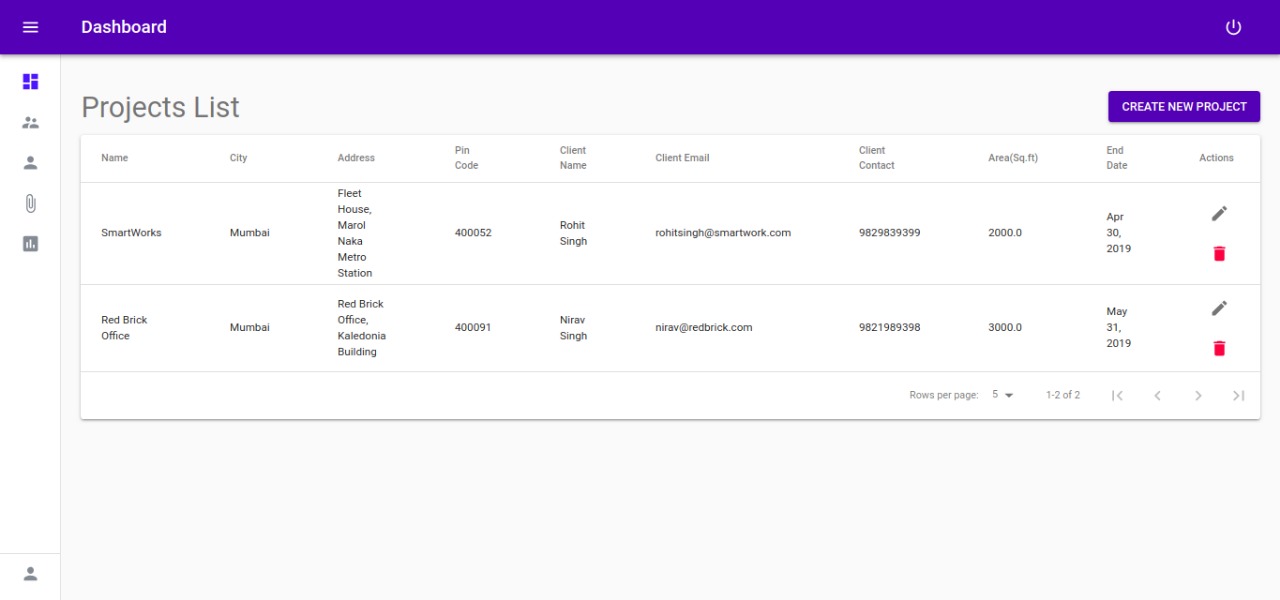 Dashboard
Projects List
CREATE NEW PROJECT
Name
City
Address
Pin
Code
Client
Name
Client Email
Client
Contact
Area(Sq.ft)
End
Date
Actions
SmartWorks
Mumbai
Fleet
House,
Marol
Naka
Metro
Station
400052
Rohit
Singh
rohitsingh@smartwork.com
9829839399
2000.0
Apr
30,
2019
Red Brick
Office
Mumbai
Red Brick
Office,
Kaledonia
Building
400091
Nirav
Singh
nirav@redbrick.com
9821989398
3000.0
May
31,
2019
Rows per page:
5
1-2 of 2